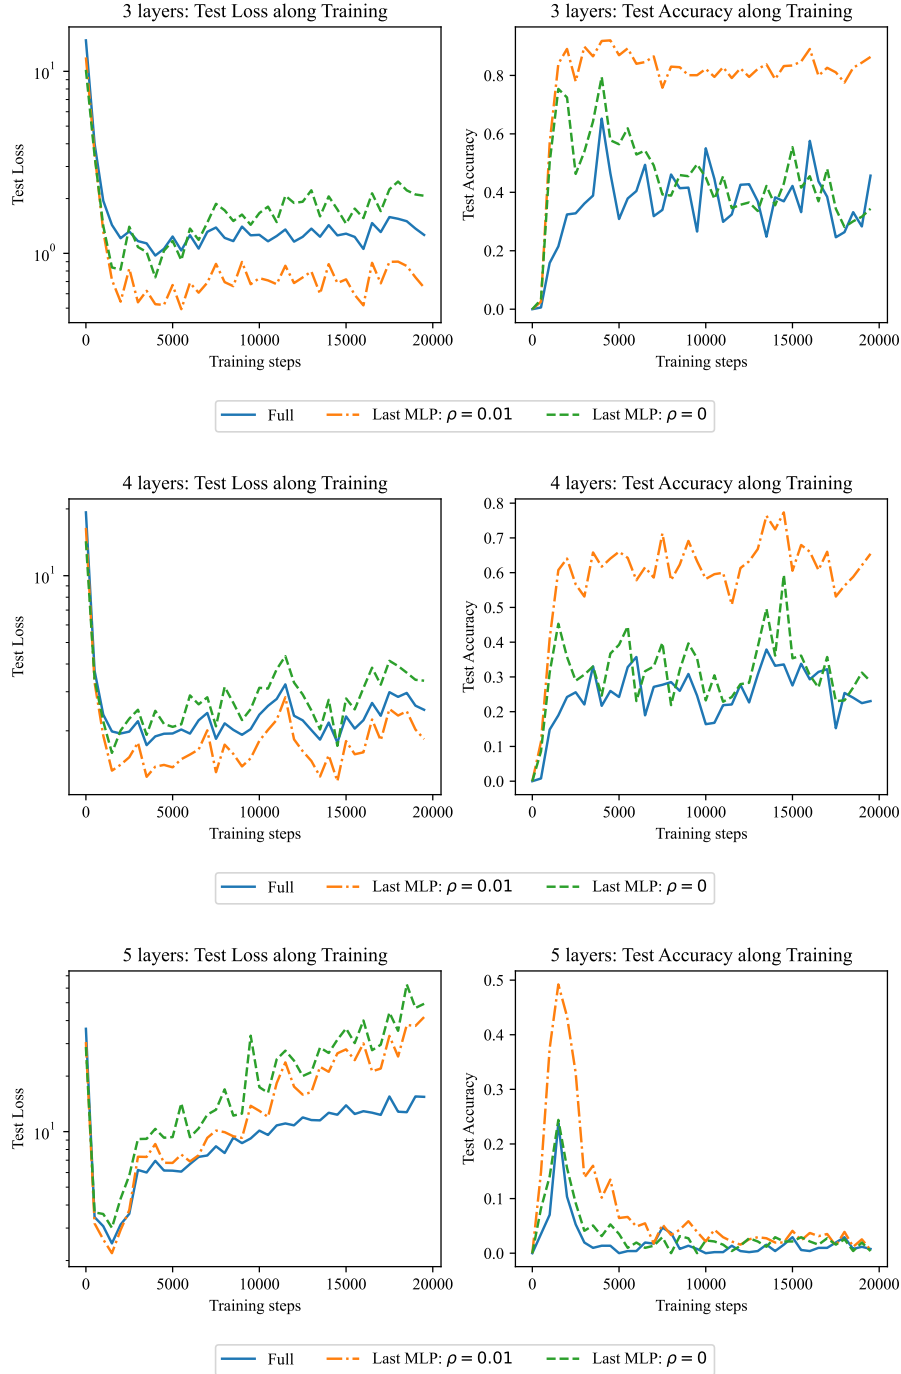 3 layers: Test Loss along Training
3 layers: Test Accuracy along Training
Test Loss
10^1
10^0
0 5000 10000 15000 20000
Training steps
Test Accuracy
0.8
0.6
0.4
0.2
0.0
0 5000 10000 15000 20000
Training steps
Full Last MLP: ρ = 0.01 Last MLP: ρ = 0
4 layers: Test Loss along Training
4 layers: Test Accuracy along Training
Test Loss
10^1
0 5000 10000 15000 20000
Training steps
Test Accuracy
0.8
0.7
0.6
0.5
0.4
0.3
0.2
0.1
0.0
0 5000 10000 15000 20000
Training steps
Full Last MLP: ρ = 0.01 Last MLP: ρ = 0
5 layers: Test Loss along Training
5 layers: Test Accuracy along Training
Test Loss
10^1
0 5000 10000 15000 20000
Training steps
Test Accuracy
0.5
0.4
0.3
0.2
0.1
0.0
0 5000 10000 15000 20000
Training steps
Full Last MLP: ρ = 0.01 Last MLP: ρ = 0